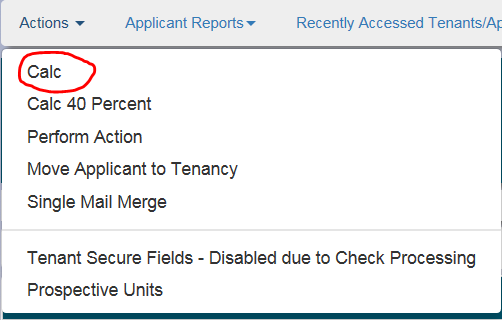 Actions Applicant Reports Recently Accessed Tenants/Ap
Calc
Calc 40 Percent
Perform Action
Move Applicant to Tenancy
Single Mail Merge
Tenant Secure Fields - Disabled due to Check Processing
Prospective Units